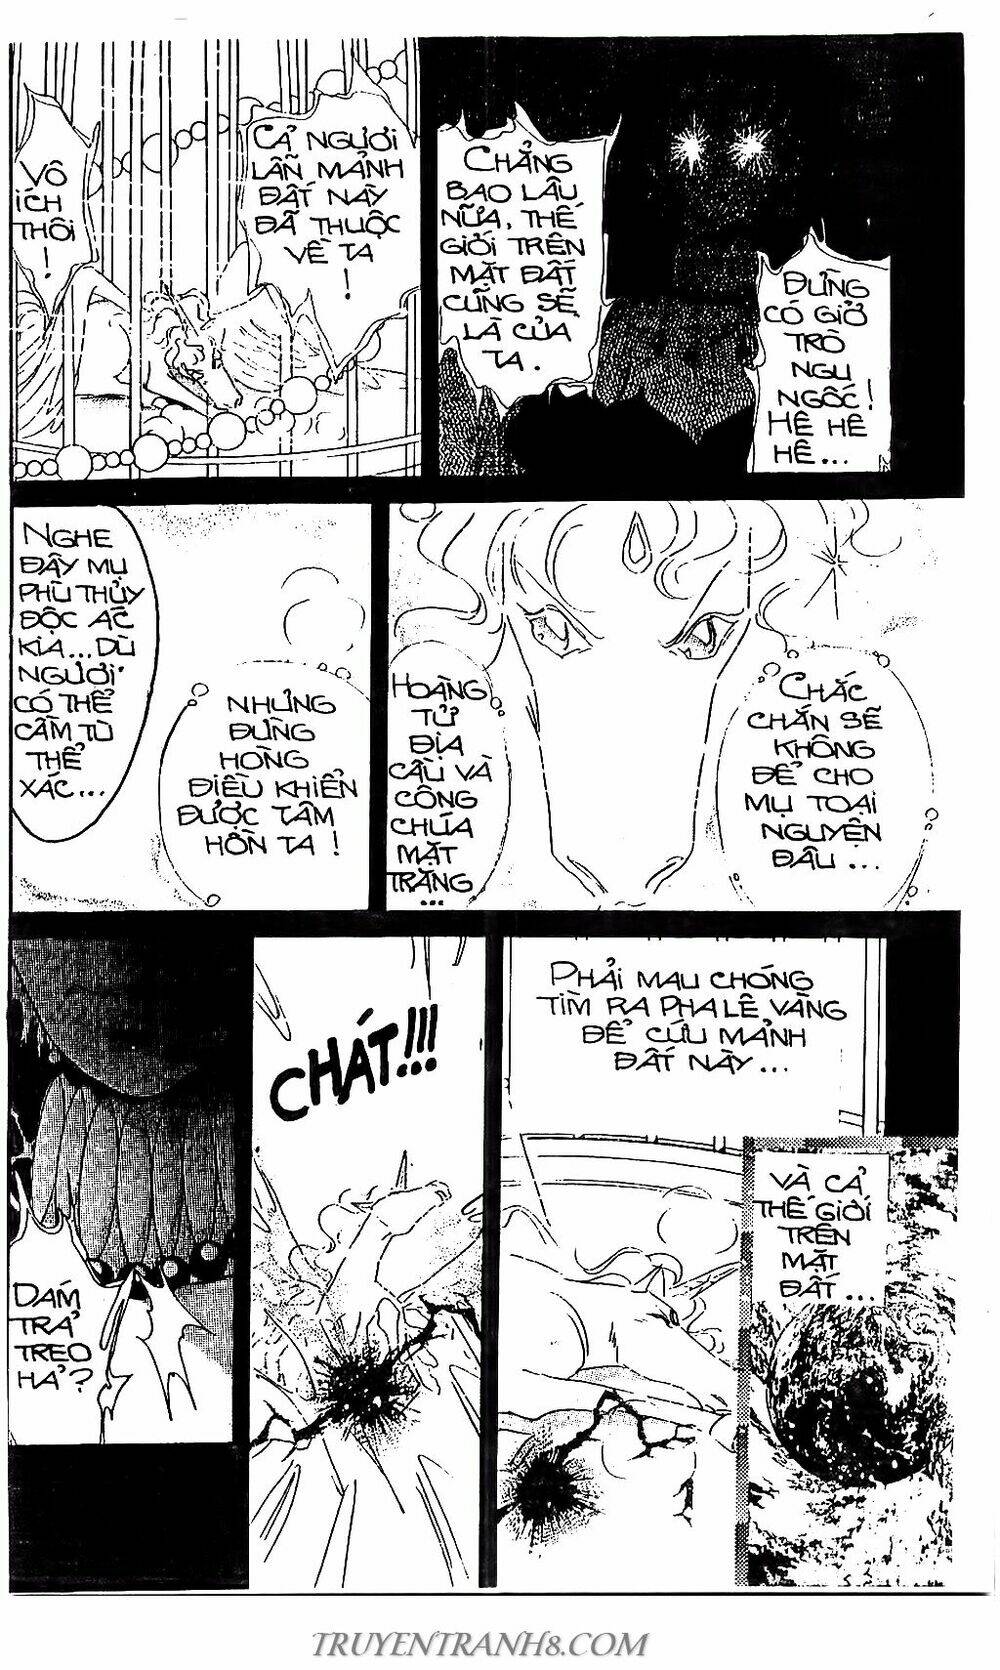 ĐỪNG
CÓ GIỞ
TRÒ
NGU
NGỐC!
HÊ HÊ
HÊ...
CHẲNG
BAO LÂU
NỮA, THẾ
GIỚI TRÊN
MẶT ĐẤT
CŨNG SẼ
LÀ CỦA
TA.
CẢ NGƯƠI
LẪN MẢNH
ĐẤT NÀY
ĐÃ THUỘC
VỀ TA
!
VÔ
ÍCH
THÔI
!
CHẮC
CHẮN SẼ
KHÔNG
ĐỂ CHO
MỤ TOẠI
NGUYỆN
ĐÂU...
HOÀNG
TỬ
ĐỊA
CẦU VÀ
CÔNG
CHÚA
MẶT
TRĂNG
...
NHƯNG
ĐỪNG
HÒNG
ĐIỀU KHIỂN
ĐƯỢC TÂM
HỒN TA!
NGHE
ĐÂY MỤ
PHÙ THỦY
ĐỘC ÁC
KIA...DÙ
NGƯƠI
CÓ THỂ
CẦM TÙ
THỂ
XÁC...
PHẢI MAU CHÓNG
TÌM RA PHA LÊ VÀNG
ĐỂ CỨU MẢNH
ĐẤT NÀY...
VÀ CẢ
THẾ GIỚI
TRÊN
MẶT
ĐẤT...
CHÁT!!!
DÁM
TRẢ
TREO
HẢ?
TRUYENTRANH8.COM